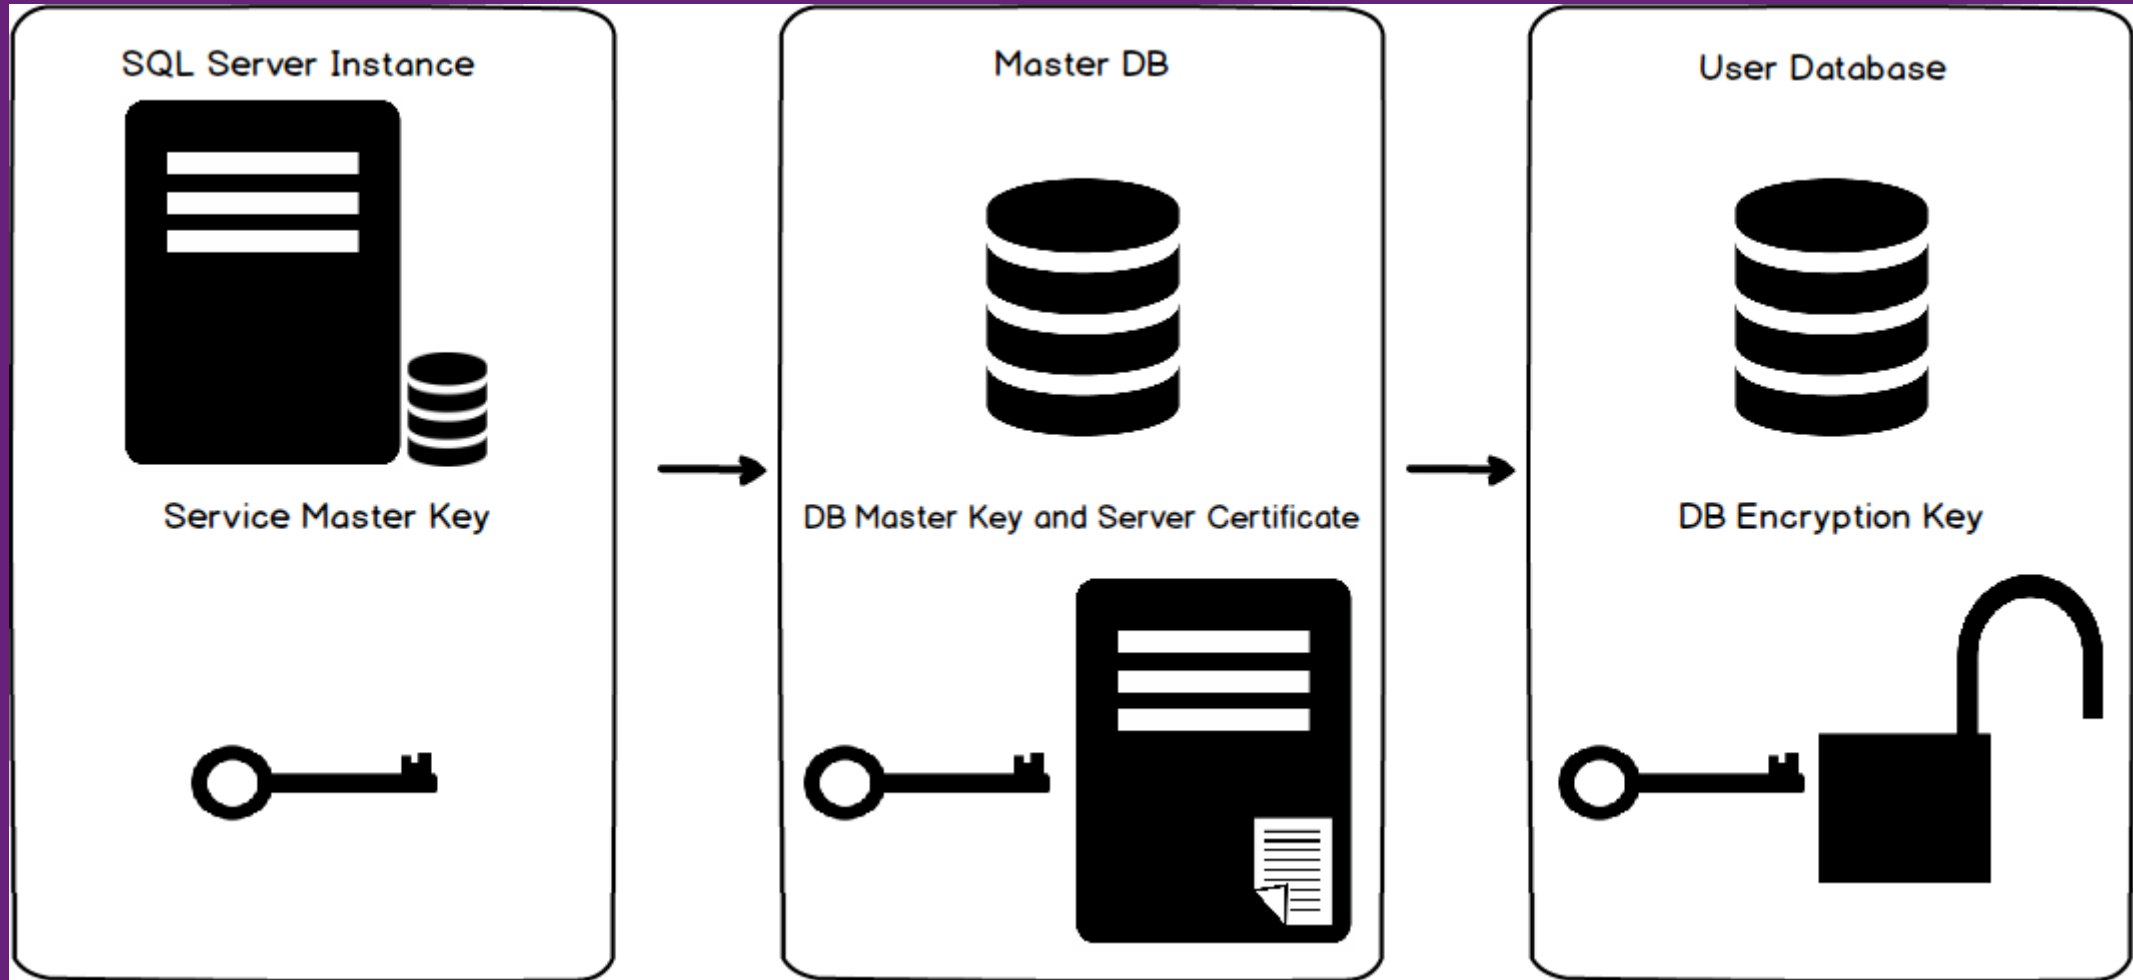 SQL Server Instance
Service Master Key
Master DB
DB Master Key and Server Certificate
User Database
DB Encryption Key